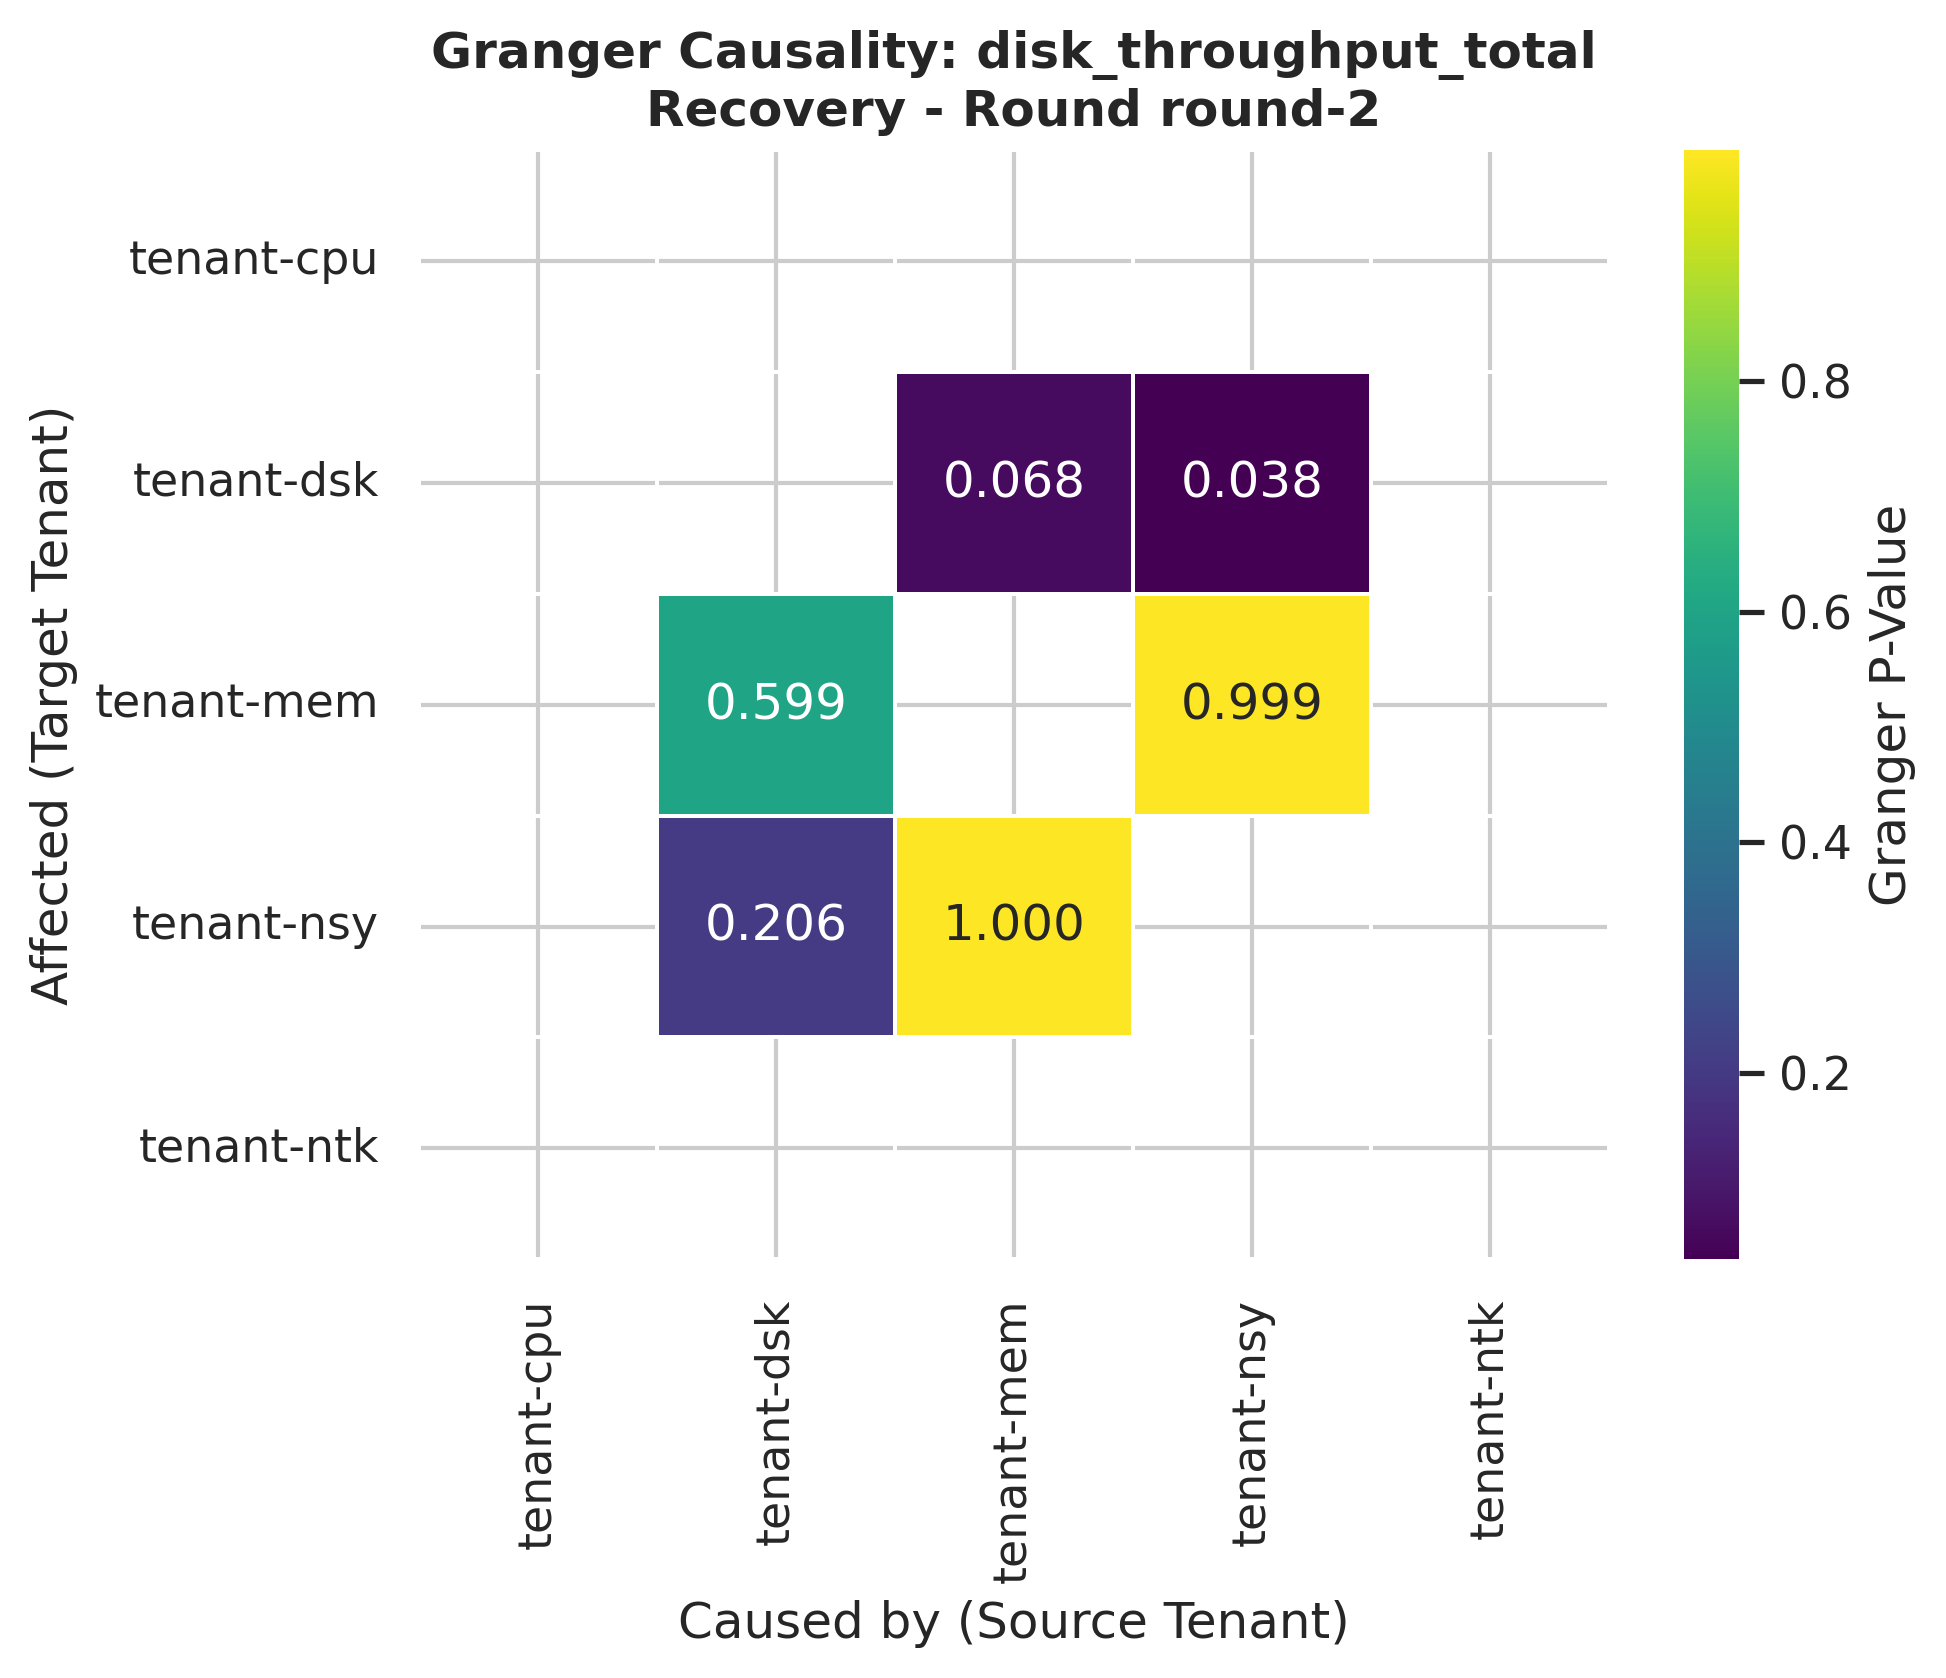 Granger Causality: disk_throughput_total
Recovery - Round round-2
Affected (Target Tenant)
tenant-cpu
tenant-dsk
tenant-mem
tenant-nsy
tenant-ntk
0.068 0.038
0.599 0.999
0.206 1.000
tenant-cpu
tenant-dsk
tenant-mem
tenant-nsy
tenant-ntk
Caused by (Source Tenant)
0.8
0.6
0.4
0.2
Granger P-Value